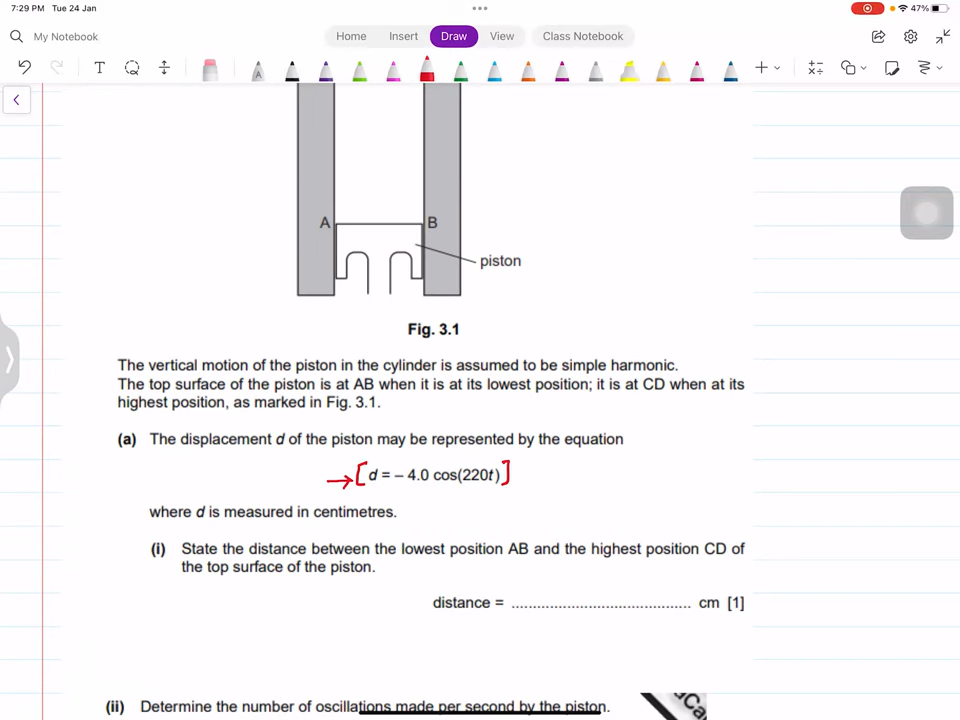 7:29 PM Tue 24 Jan
47%
My Notebook
Home Insert Draw View Class Notebook
T
A
A B
piston
Fig. 3.1
The vertical motion of the piston in the cylinder is assumed to be simple harmonic.
The top surface of the piston is at AB when it is at its lowest position; it is at CD when at its
highest position, as marked in Fig. 3.1.
(a) The displacement d of the piston may be represented by the equation
→[d = – 4.0 cos(220t)]
where d is measured in centimetres.
(i) State the distance between the lowest position AB and the highest position CD of
the top surface of the piston.
distance = .......................................... cm [1]
(ii) Determine the number of oscillations made per second by the piston.